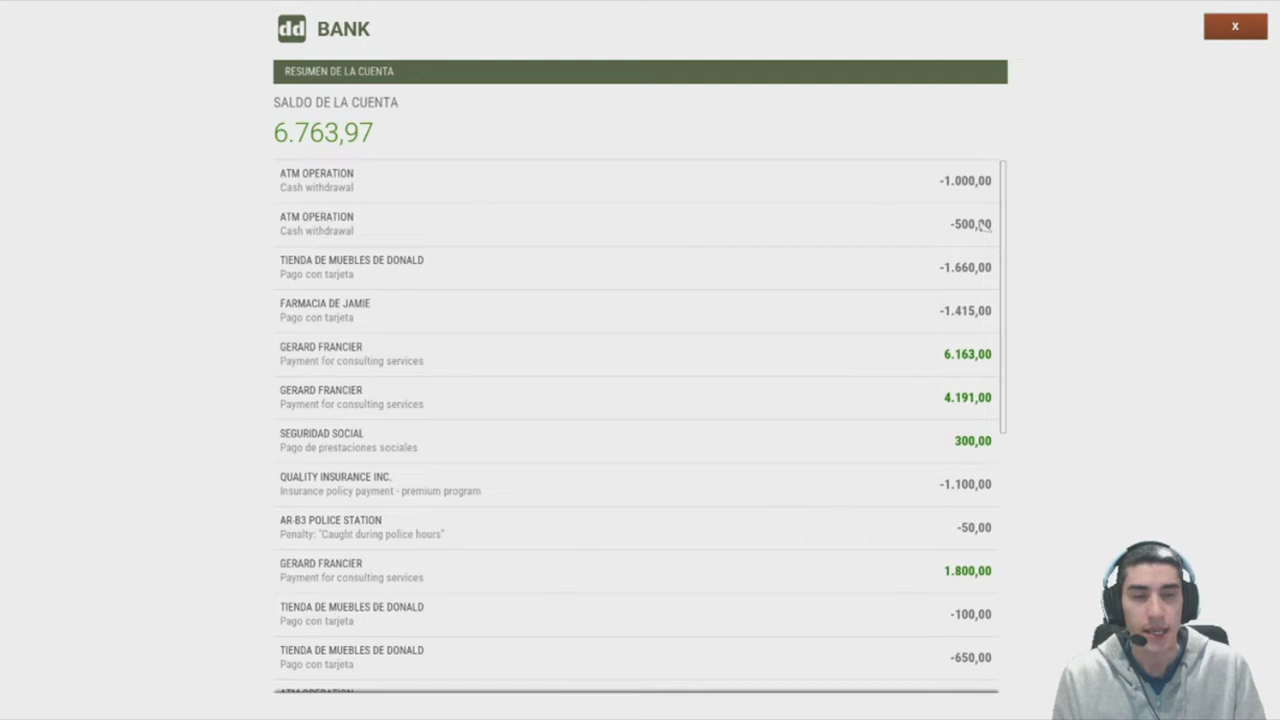 dd BANK
X
RESUMEN DE LA CUENTA
SALDO DE LA CUENTA
6.763,97
ATM OPERATION
Cash withdrawal
-1.000,00
ATM OPERATION
Cash withdrawal
-500,00
TIENDA DE MUEBLES DE DONALD
Pago con tarjeta
-1.660,00
FARMACIA DE JAMIE
Pago con tarjeta
-1.415,00
GERARD FRANCIER
Payment for consulting services
6.163,00
GERARD FRANCIER
Payment for consulting services
4.191,00
SEGURIDAD SOCIAL
Pago de prestaciones sociales
300,00
QUALITY INSURANCE INC.
Insurance policy payment - premium program
-1.100,00
AR-B3 POLICE STATION
Penalty: "Caught during police hours"
-50,00
GERARD FRANCIER
Payment for consulting services
1.800,00
TIENDA DE MUEBLES DE DONALD
Pago con tarjeta
-100,00
TIENDA DE MUEBLES DE DONALD
Pago con tarjeta
-650,00
ATM OPERATION